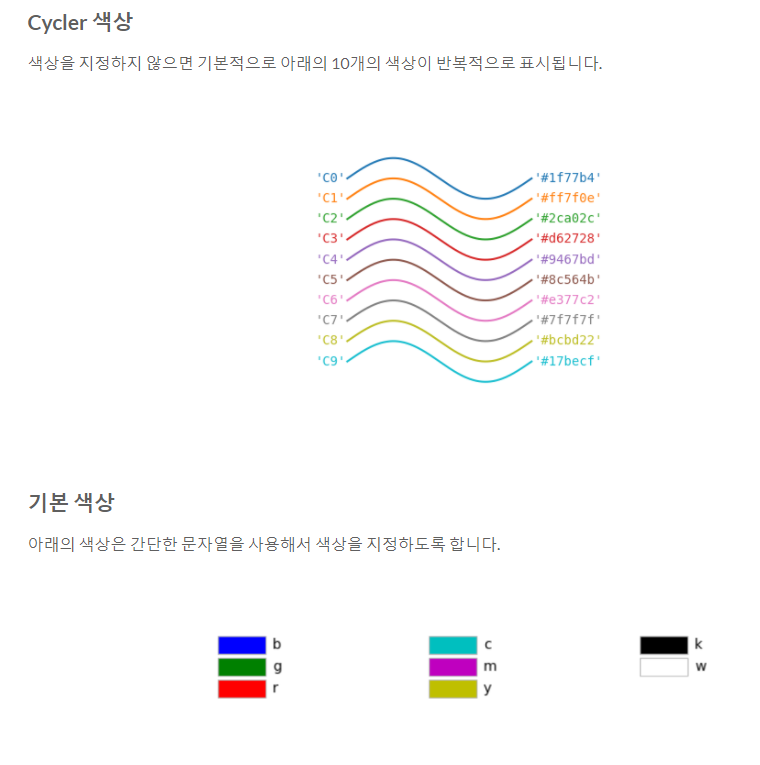 Cycler 색상
색상을 지정하지 않으면 기본적으로 아래의 10개의 색상이 반복적으로 표시됩니다.
'C0' '#1f77b4'
'C1' '#ff7f0e'
'C2' '#2ca02c'
'C3' '#d62728'
'C4' '#9467bd'
'C5' '#8c564b'
'C6' '#e377c2'
'C7' '#7f7f7f'
'C8' '#bcbd22'
'C9' '#17becf'
기본 색상
아래의 색상은 간단한 문자열을 사용해서 색상을 지정하도록 합니다.
b c k
g m w
r y